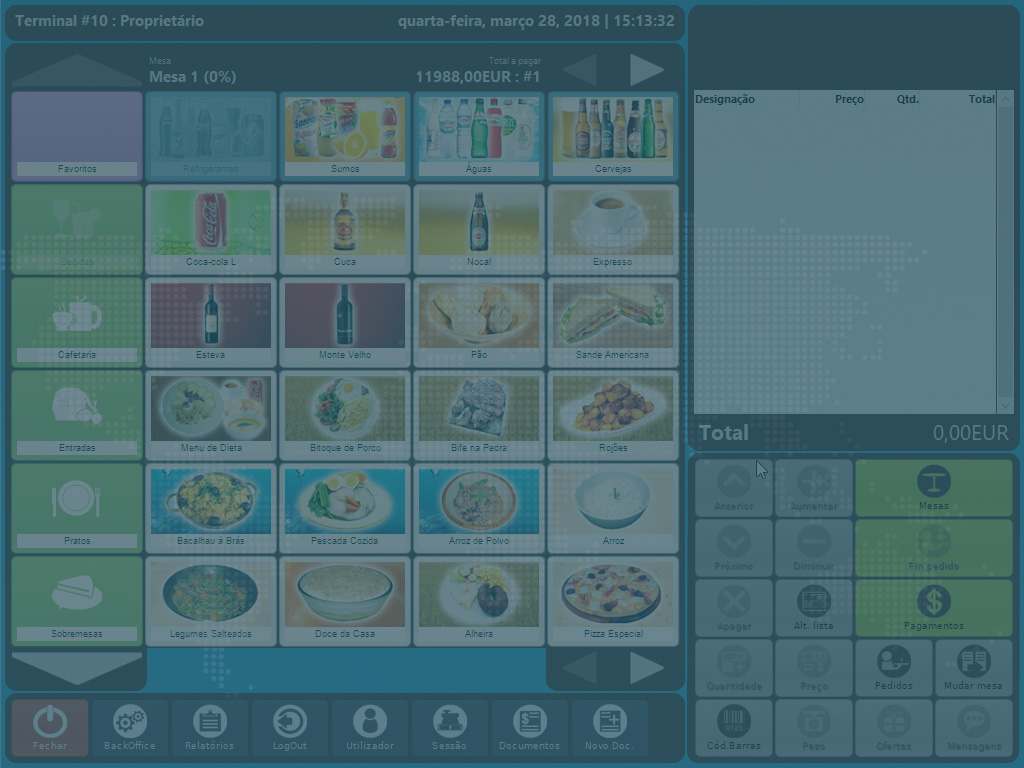 Terminal #10 : Proprietário
quarta-feira, março 28, 2018 | 15:13:32
Mesa
Mesa 1 (0%)
Total a pagar
11988,00EUR : #1
Favoritos
Refrigerantes
Sumos
Águas
Cervejas
Bebidas
Coca-cola L
Cuca
Nocal
Expresso
Cafetaria
Esteva
Monte Velho
Pão
Sande Americana
Entradas
Menu de Dieta
Bitoque de Porco
Bife na Pedra
Rojões
Pratos
Bacalhau à Brás
Pescada Cozida
Arroz de Polvo
Arroz
Sobremesas
Legumes Salteados
Doce da Casa
Alheira
Pizza Especial
Fechar
BackOffice
Relatórios
LogOut
Utilizador
Sessão
Documentos
Novo Doc.
Designação Preço Qtd. Total
Total 0,00EUR
Anterior
Aumentar
Mesas
Próximo
Diminuir
Fin.pedido
Apagar
Alt. lista
Pagamentos
Quantidade
Preço
Pedidos
Mudar mesa
Cód.Barras
Peso
Ofertas
Mensagens